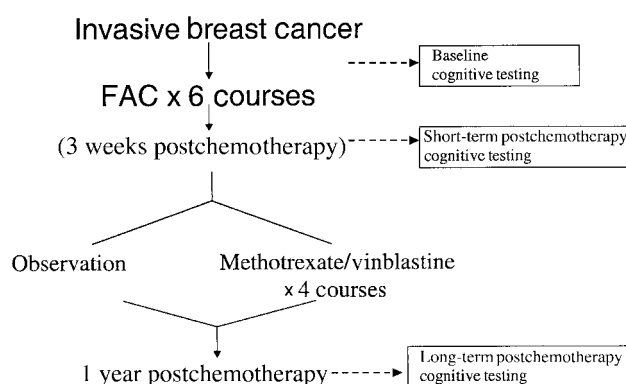 Invasive breast cancer
Baseline
cognitive testing
FAC x 6 courses
(3 weeks postchemotherapy)
Short-term postchemotherapy
cognitive testing
Observation
Methotrexate/vinblastine
x 4 courses
1 year postchemotherapy
Long-term postchemotherapy
cognitive testing